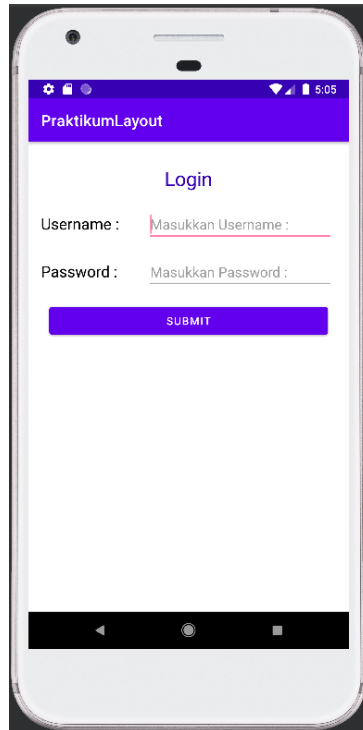 5:05
PraktikumLayout
Login
Username :
Masukkan Username :
Password :
Masukkan Password :
SUBMIT